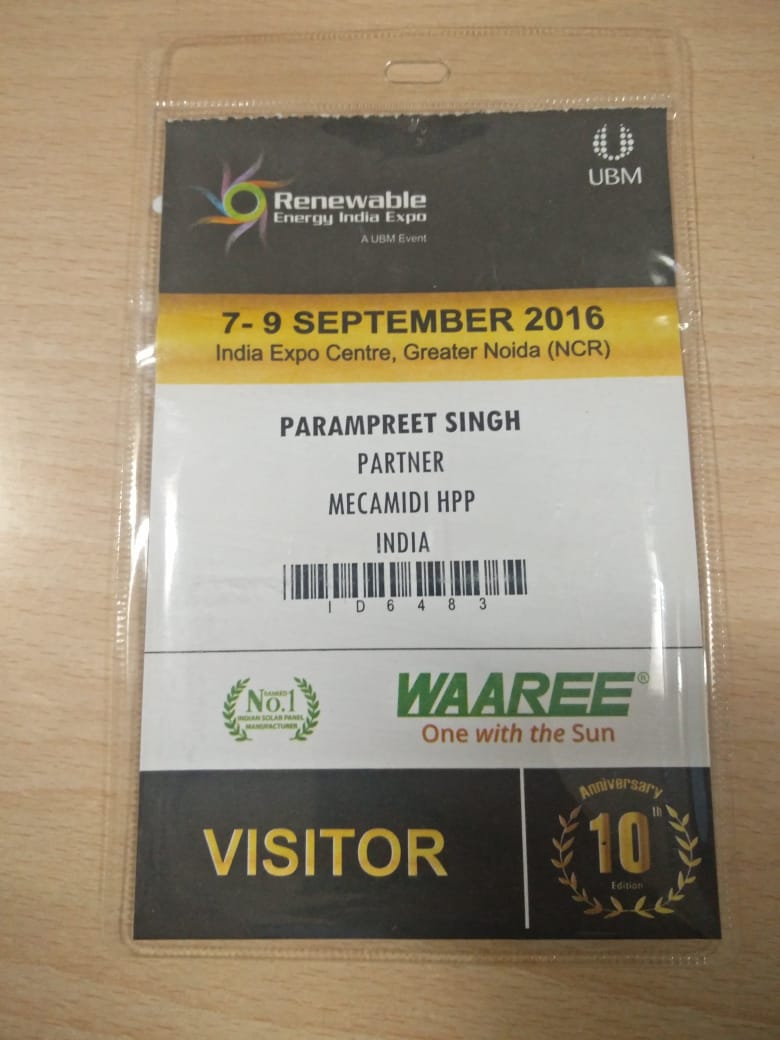 Renewable
Energy India Expo
A UBM Event
UBM
7- 9 SEPTEMBER 2016
India Expo Centre, Greater Noida (NCR)
PARAMPREET SINGH
PARTNER
MECAMIDI HPP
INDIA
ID6483
RANKED
No.1
INDIAN SOLAR PANEL
MANUFACTURER
WAAREE®
One with the Sun
VISITOR
Anniversary
10th
Edition